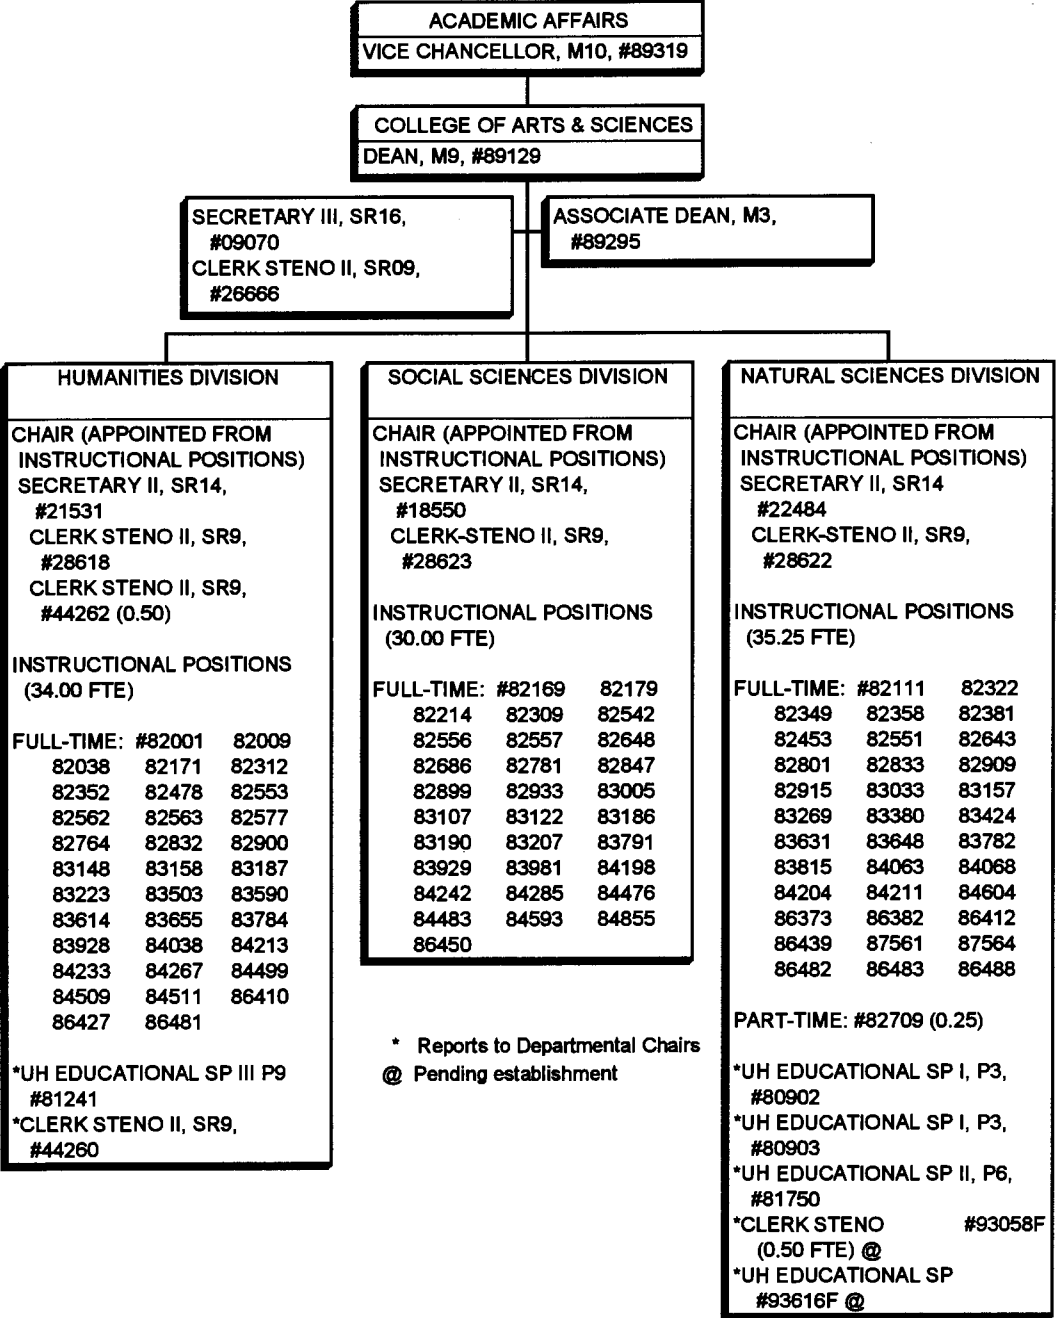 ACADEMIC AFFAIRS
VICE CHANCELLOR, M10, #89319
COLLEGE OF ARTS & SCIENCES
DEAN, M9, #89129
SECRETARY III, SR16,
#09070
CLERK STENO II, SR09,
#26666
ASSOCIATE DEAN, M3,
#89295
HUMANITIES DIVISION
CHAIR (APPOINTED FROM
INSTRUCTIONAL POSITIONS)
SECRETARY II, SR14,
#21531
CLERK STENO II, SR9,
#28618
CLERK STENO II, SR9,
#44262 (0.50)
INSTRUCTIONAL POSITIONS
(34.00 FTE)
FULL-TIME: #82001 82009
82038 82171 82312
82352 82478 82553
82562 82563 82577
82764 82832 82900
83148 83158 83187
83223 83503 83590
83614 83655 83784
83928 84038 84213
84233 84267 84499
84509 84511 86410
86427 86481
*UH EDUCATIONAL SP III P9
#81241
*CLERK STENO II, SR9,
#44260
SOCIAL SCIENCES DIVISION
CHAIR (APPOINTED FROM
INSTRUCTIONAL POSITIONS)
SECRETARY II, SR14,
#18550
CLERK-STENO II, SR9,
#28623
INSTRUCTIONAL POSITIONS
(30.00 FTE)
FULL-TIME: #82169 82179
82214 82309 82542
82556 82557 82648
82686 82781 82847
82899 82933 83005
83107 83122 83186
83190 83207 83791
83929 83981 84198
84242 84285 84476
84483 84593 84855
86450
* Reports to Departmental Chairs
@ Pending establishment
NATURAL SCIENCES DIVISION
CHAIR (APPOINTED FROM
INSTRUCTIONAL POSITIONS)
SECRETARY II, SR14
#22484
CLERK-STENO II, SR9,
#28622
INSTRUCTIONAL POSITIONS
(35.25 FTE)
FULL-TIME: #82111 82322
82349 82358 82381
82453 82551 82643
82801 82833 82909
82915 83033 83157
83269 83380 83424
83631 83648 83782
83815 84063 84068
84204 84211 84604
86373 86382 86412
86439 87561 87564
86482 86483 86488
PART-TIME: #82709 (0.25)
*UH EDUCATIONAL SP I, P3,
#80902
*UH EDUCATIONAL SP I, P3,
#80903
*UH EDUCATIONAL SP II, P6,
#81750
*CLERK STENO #93058F
(0.50 FTE) @
*UH EDUCATIONAL SP
#93616F @